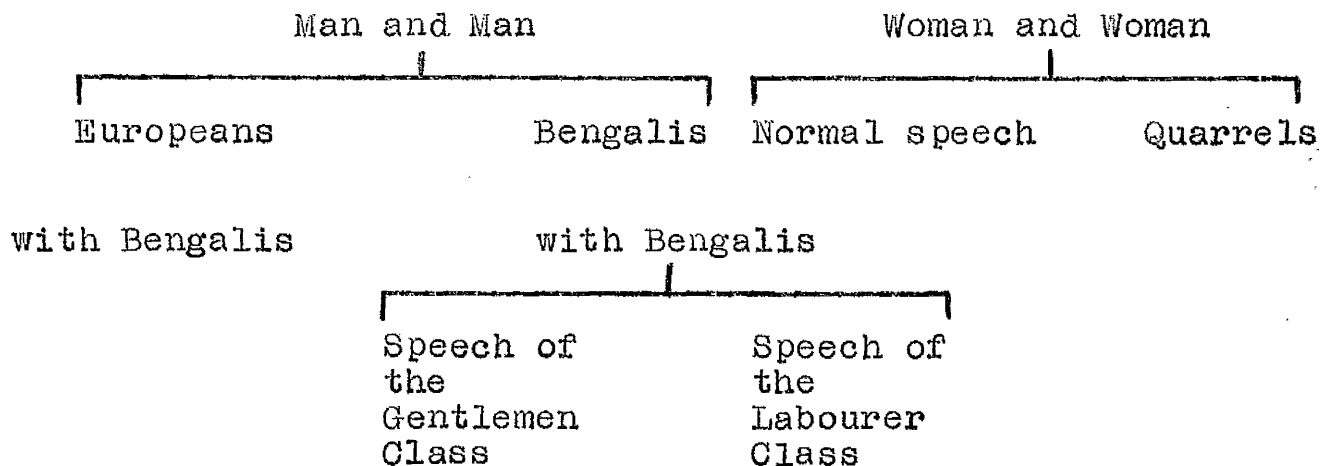 Man and Man Woman and Woman
Europeans Bengalis Normal speech Quarrels
with Bengalis with Bengalis
Speech of Speech of
the the
Gentlemen Labourer
Class Class